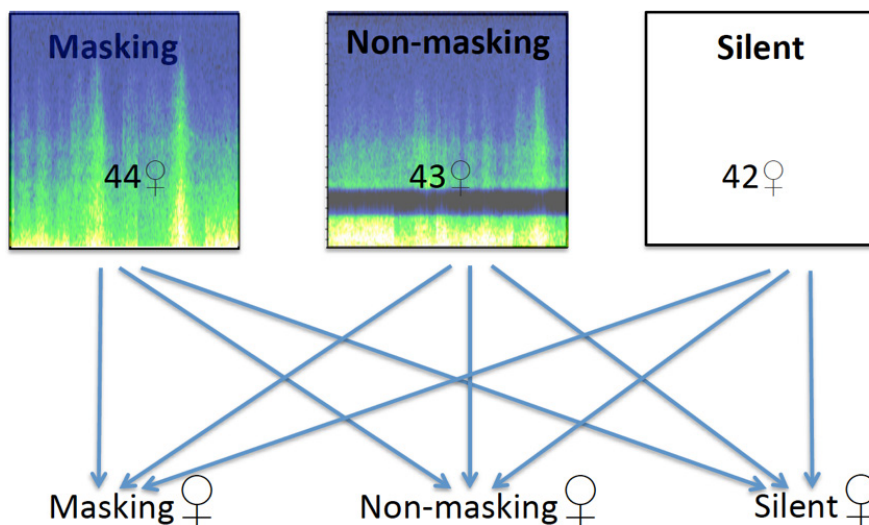 Masking
Non-masking
Silent
44♀
43♀
42♀
Masking♀
Non-masking♀
Silent♀